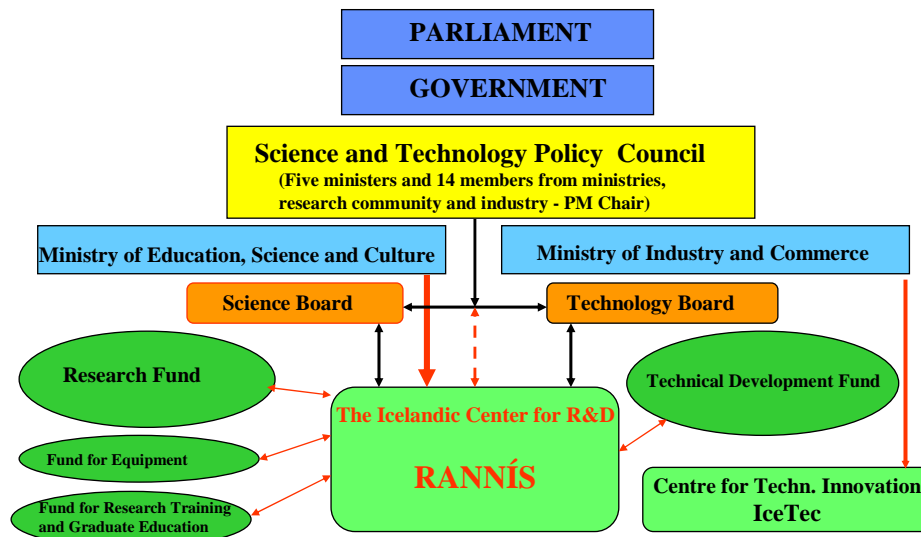 PARLIAMENT
GOVERNMENT
Science and Technology Policy Council
(Five ministers and 14 members from ministries,
research community and industry - PM Chair)
Ministry of Education, Science and Culture
Ministry of Industry and Commerce
Science Board
Technology Board
Research Fund
Technical Development Fund
The Icelandic Center for R&D
RANNÍS
Fund for Equipment
Fund for Research Training
and Graduate Education
Centre for Techn. Innovation
IceTec